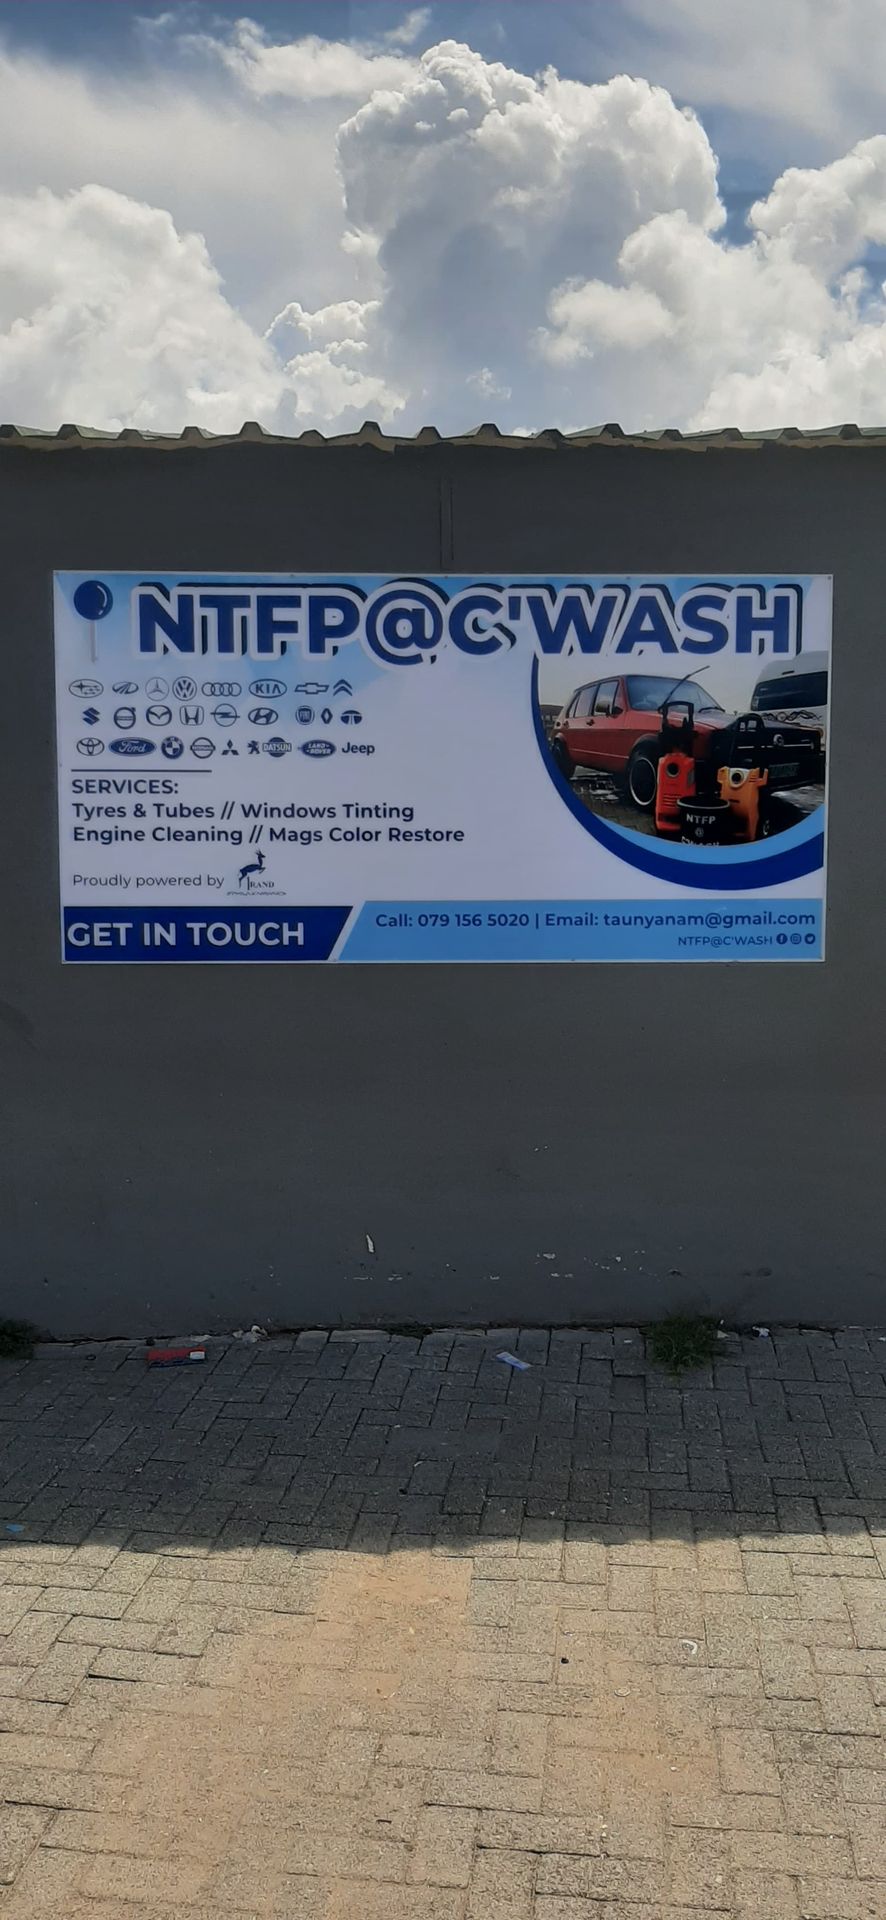 NTFP@C'WASH
KIA
FIAT
Ford DATSUN LAND ROVER Jeep
SERVICES:
Tyres & Tubes // Windows Tinting
Engine Cleaning // Mags Color Restore
NTFP
@
Proudly powered by RAND
GET IN TOUCH
Call: 079 156 5020 | Email: taunyanam@gmail.com
NTFP@C'WASH